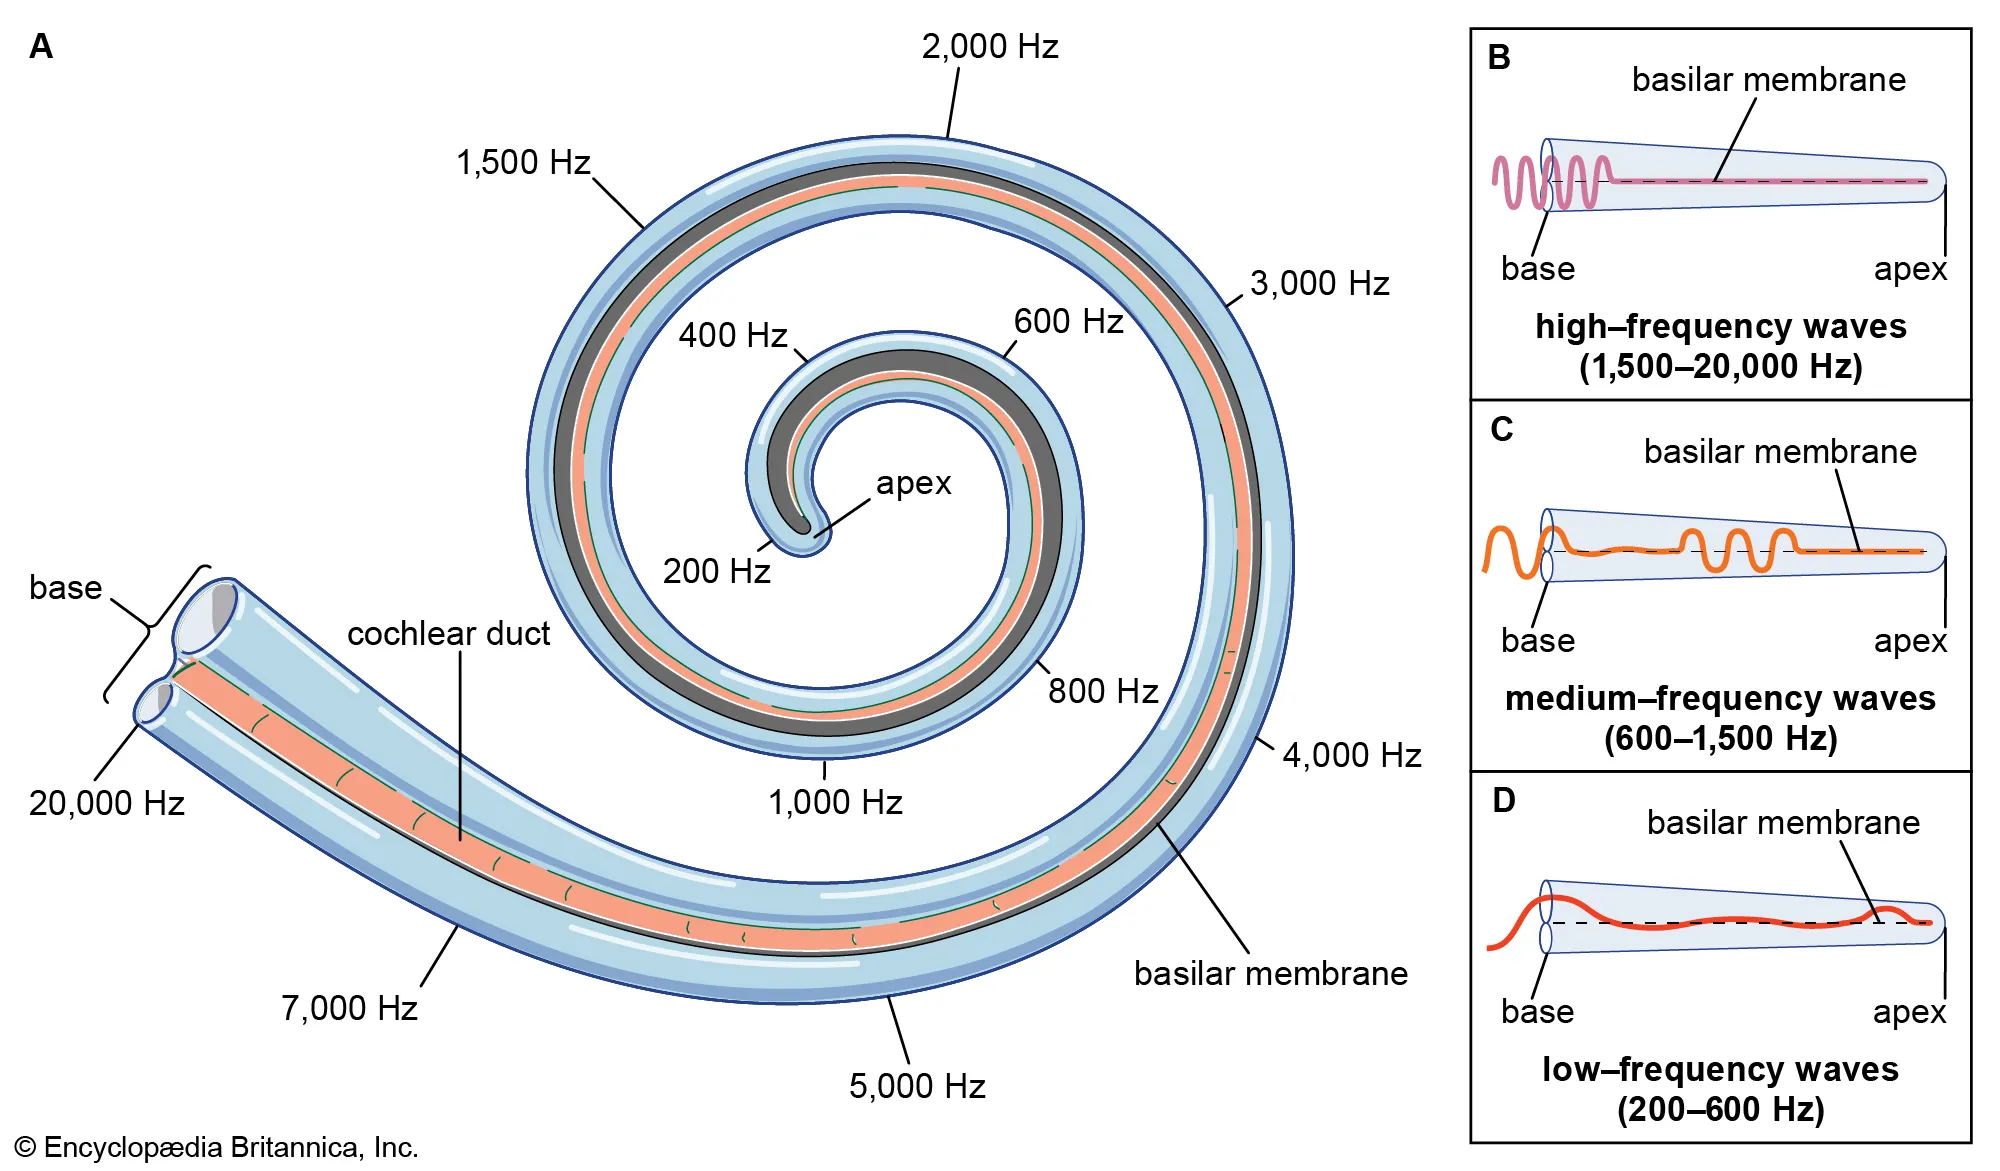 A
2,000 Hz
1,500 Hz
3,000 Hz
400 Hz
600 Hz
apex
200 Hz
base
cochlear duct
800 Hz
4,000 Hz
20,000 Hz
1,000 Hz
basilar membrane
7,000 Hz
5,000 Hz
© Encyclopædia Britannica, Inc.
B
basilar membrane
base
apex
high–frequency waves
(1,500–20,000 Hz)
C
basilar membrane
base
apex
medium–frequency waves
(600–1,500 Hz)
D
basilar membrane
base
apex
low–frequency waves
(200–600 Hz)